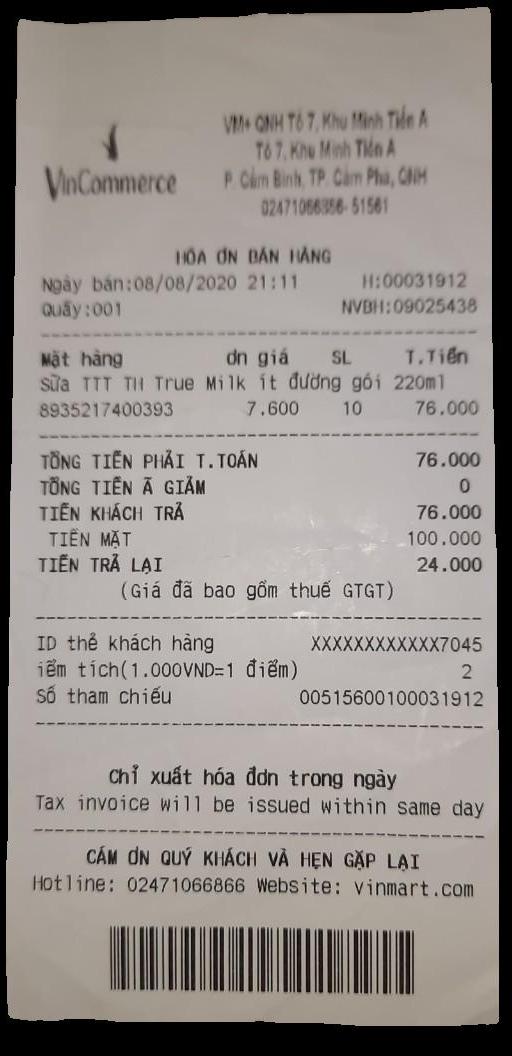 VinCommerce
VM+ QNH Tổ 7, Khu Minh Tiến A
Tổ 7, Khu Minh Tiến A
P. Cẩm Bình, TP. Cẩm Phả, QNH
02471066866-51561
HÓA ƠN BÁN HÀNG
Ngày bán:08/08/2020 21:11 H:00031912
Quầy:001 NVBH:09025438
Mặt hàng ơn giá SL T.Tiền
Sữa TTT TH True Milk ít đường gói 220ml
8935217400393 7.600 10 76.000
TỔNG TIỀN PHẢI T.TOÁN 76.000
TỔNG TIỀN Ã GIẢM 0
TIỀN KHÁCH TRẢ 76.000
TIỀN MẶT 100.000
TIỀN TRẢ LẠI 24.000
(Giá đã bao gồm thuế GTGT)
ID thẻ khách hàng XXXXXXXXXXXX7045
iểm tích(1.000VND=1 điểm) 2
Số tham chiếu 00515600100031912
Chỉ xuất hóa đơn trong ngày
Tax invoice will be issued within same day
CÁM ƠN QUÝ KHÁCH VÀ HẸN GẶP LẠI
Hotline: 02471066866 Website: vinmart.com